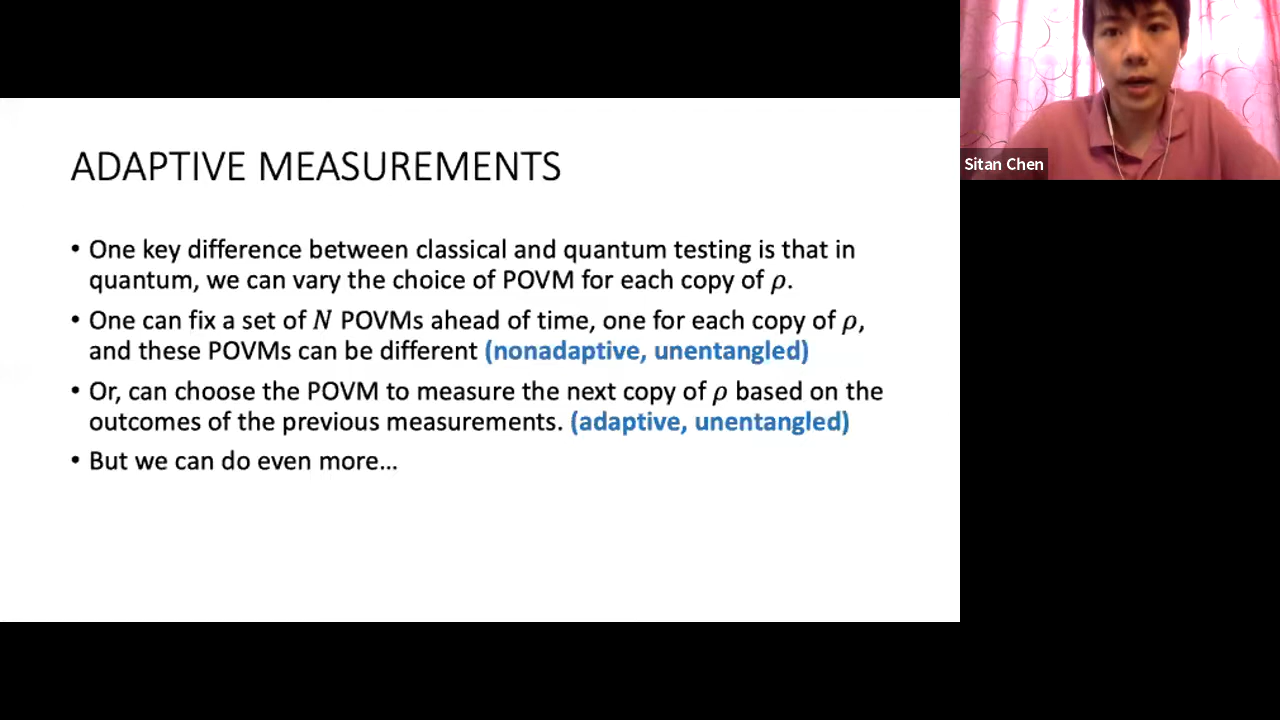 ADAPTIVE MEASUREMENTS
• One key difference between classical and quantum testing is that in
quantum, we can vary the choice of POVM for each copy of ρ.
• One can fix a set of N POVMs ahead of time, one for each copy of ρ,
and these POVMs can be different (nonadaptive, unentangled)
• Or, can choose the POVM to measure the next copy of ρ based on the
outcomes of the previous measurements. (adaptive, unentangled)
• But we can do even more…
Sitan Chen